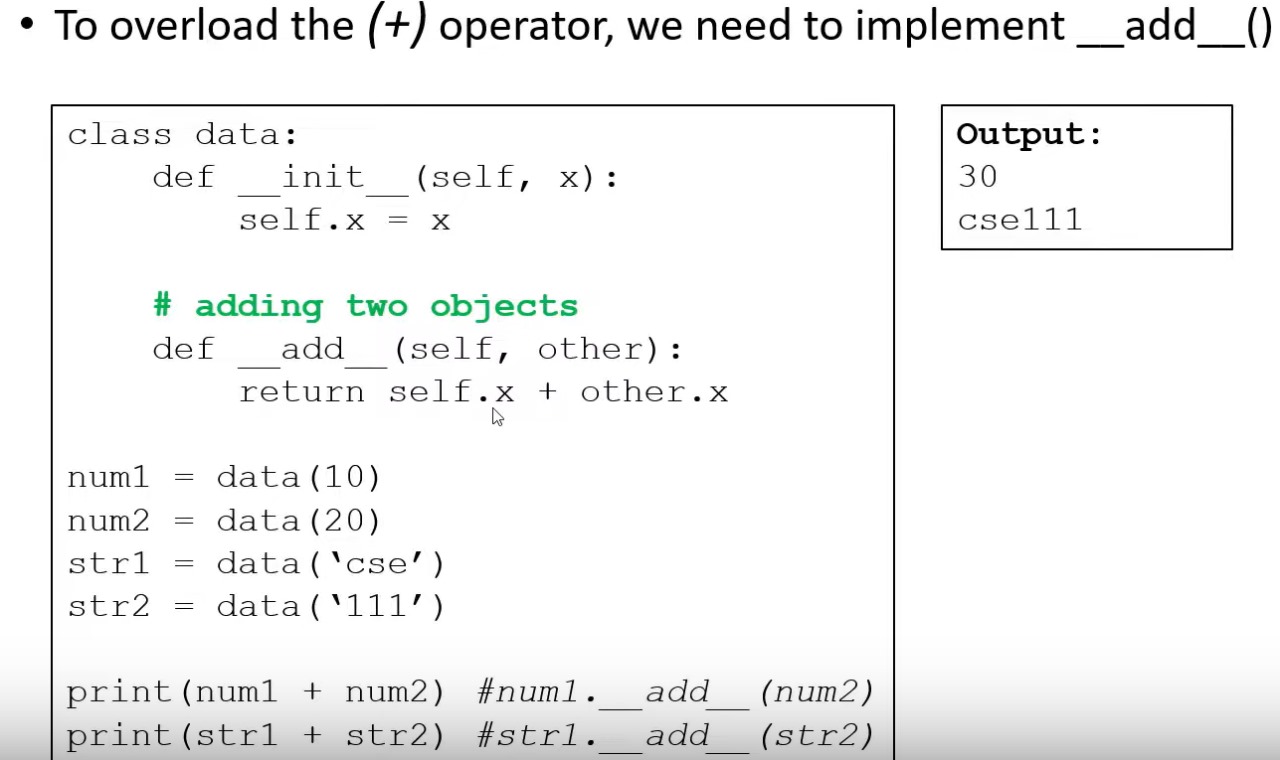 • To overload the (+) operator, we need to implement __add__()
class data:
    def __init__(self, x):
        self.x = x
    # adding two objects
    def __add__(self, other):
        return self.x + other.x
num1 = data(10)
num2 = data(20)
str1 = data(‘cse’)
str2 = data(‘111’)
print(num1 + num2) #num1.__add__(num2)
print(str1 + str2) #str1.__add__(str2)
Output:
30
cse111